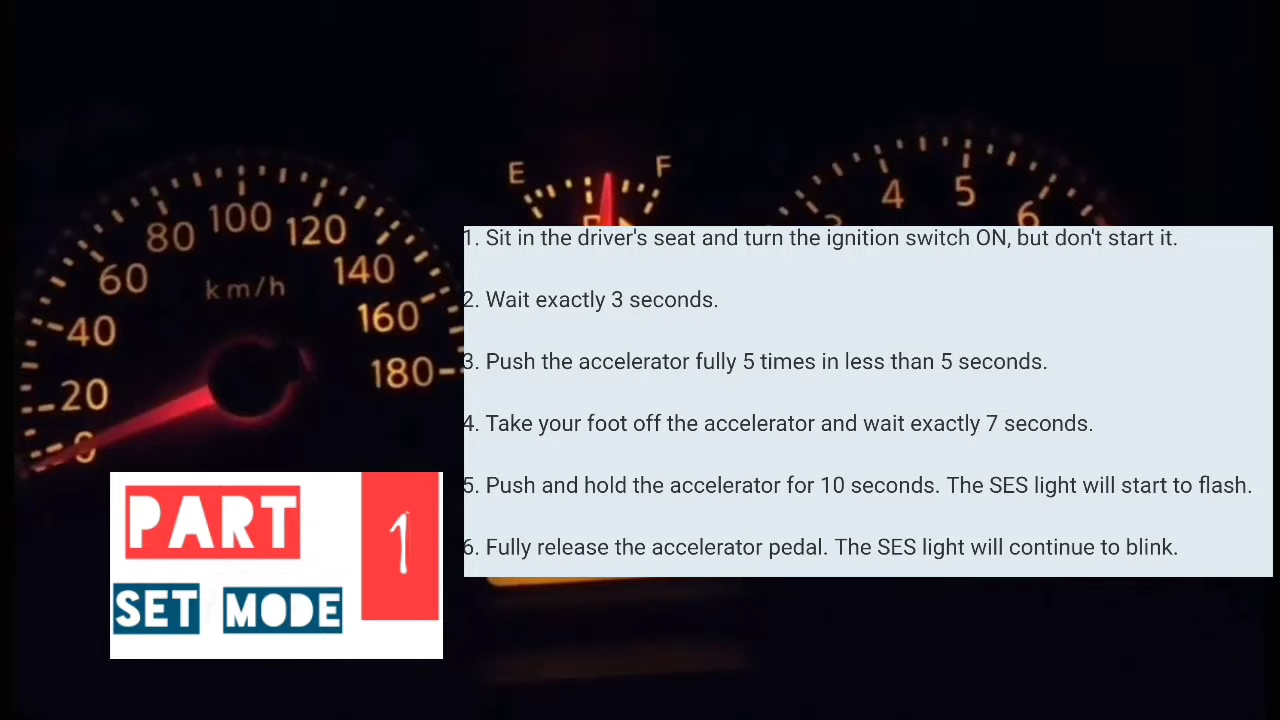 E F
0 20 40 60 80 100 120 140 160 180
km/h
3 4 5 6
1. Sit in the driver's seat and turn the ignition switch ON, but don't start it.
2. Wait exactly 3 seconds.
3. Push the accelerator fully 5 times in less than 5 seconds.
4. Take your foot off the accelerator and wait exactly 7 seconds.
5. Push and hold the accelerator for 10 seconds. The SES light will start to flash.
6. Fully release the accelerator pedal. The SES light will continue to blink.
PART 1
SET MODE